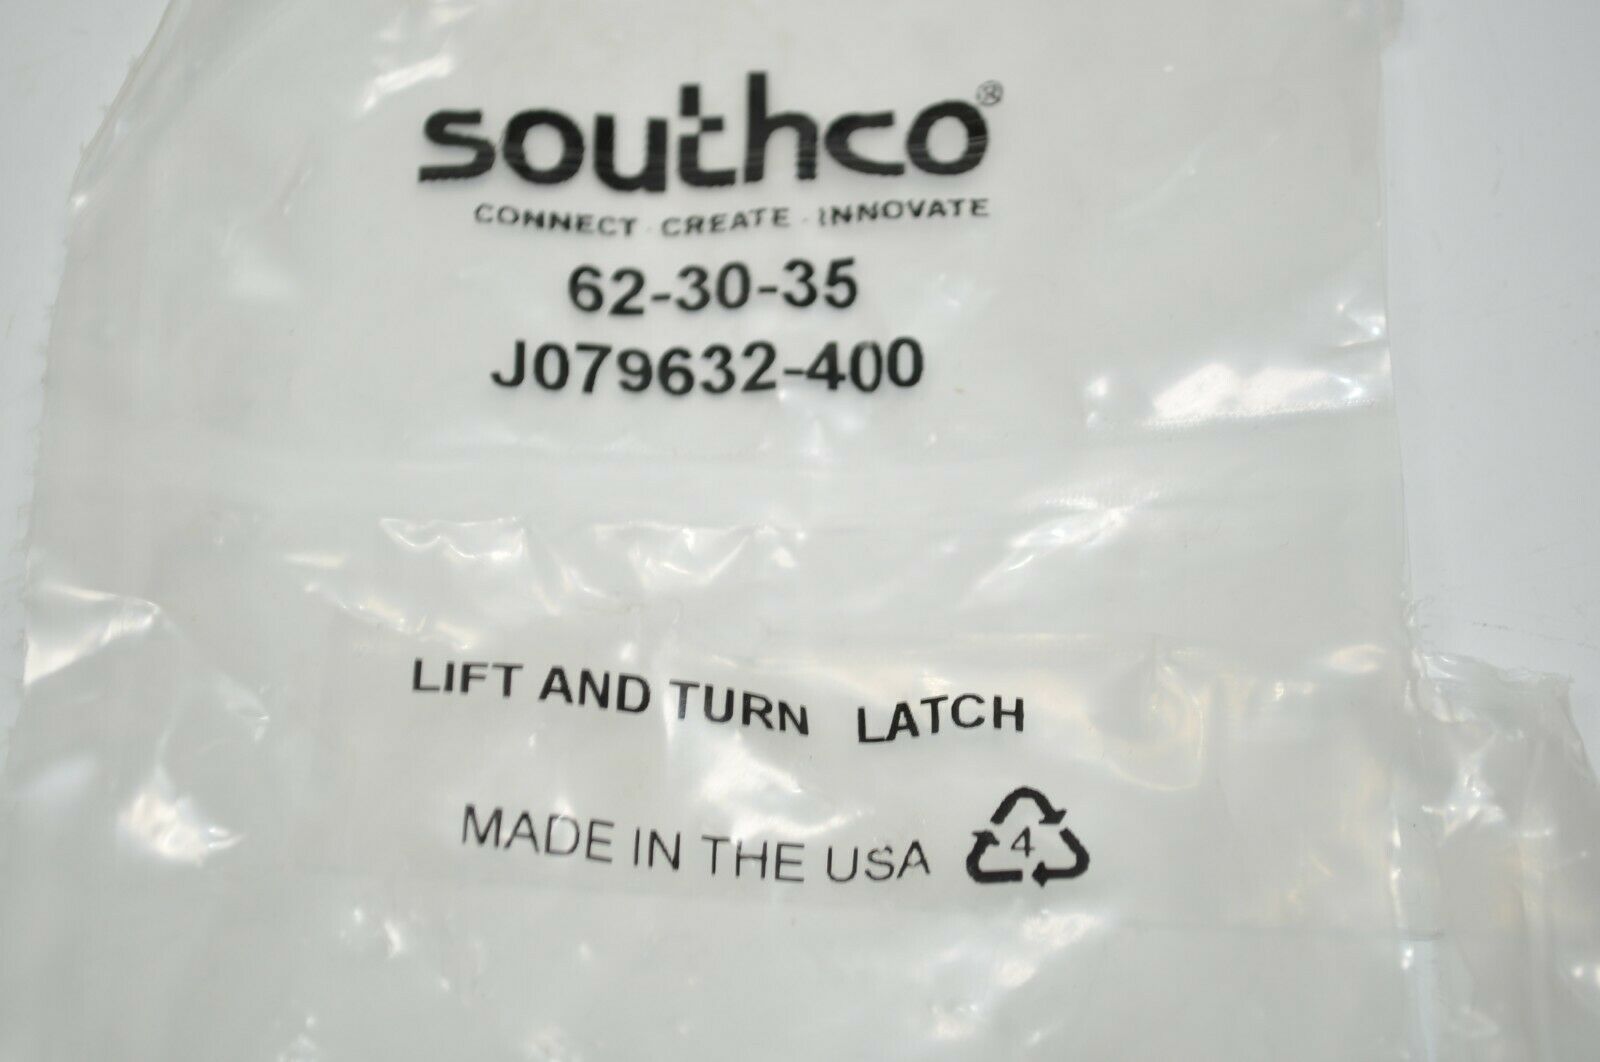 southco®
CONNECT · CREATE · INNOVATE
62-30-35
J079632-400
LIFT AND TURN LATCH
MADE IN THE USA 4